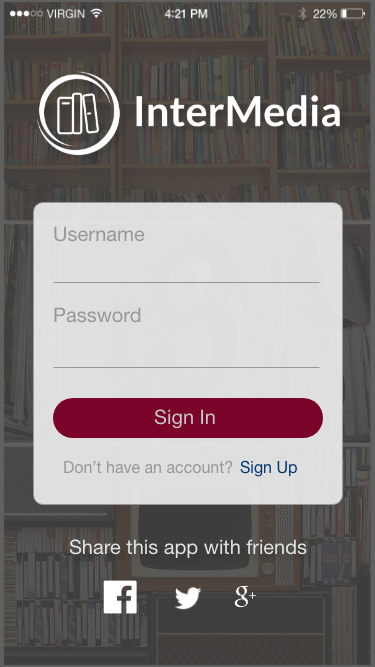 VIRGIN 4:21 PM 22%
InterMedia
Username
Password
Sign In
Don't have an account? Sign Up
Share this app with friends
g+